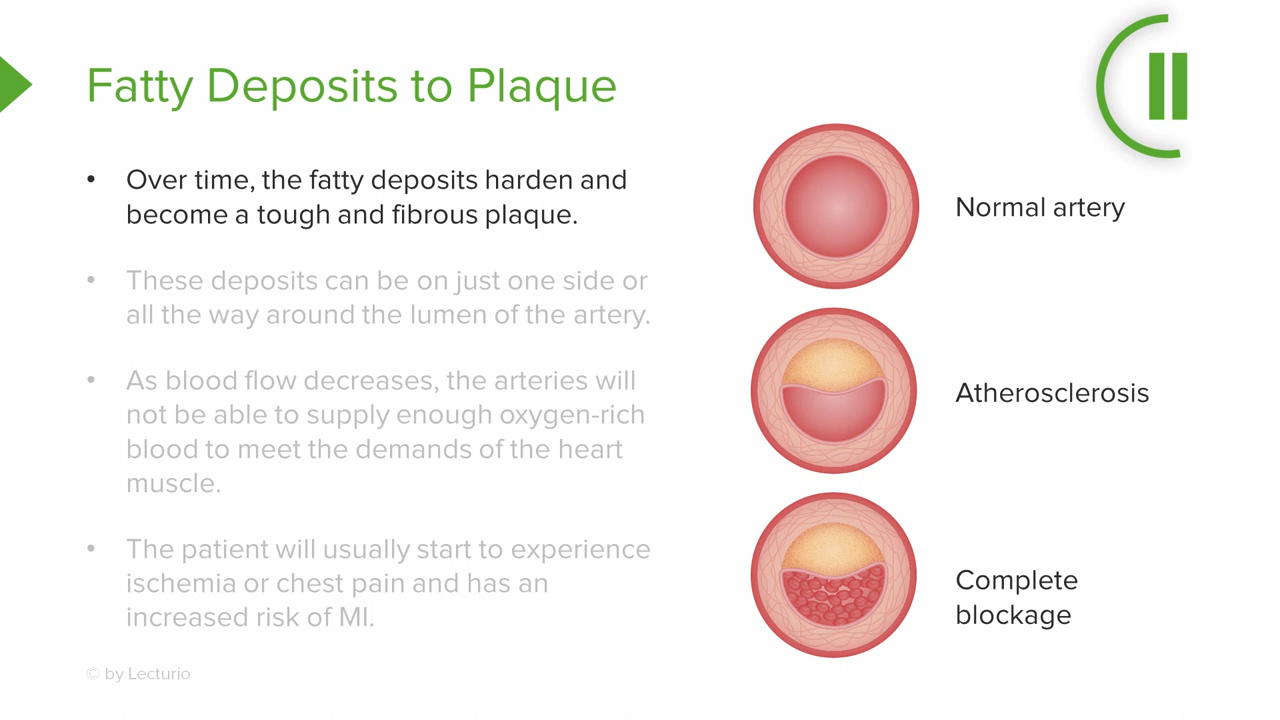 Fatty Deposits to Plaque
• Over time, the fatty deposits harden and
become a tough and fibrous plaque.
• These deposits can be on just one side or
all the way around the lumen of the artery.
• As blood flow decreases, the arteries will
not be able to supply enough oxygen-rich
blood to meet the demands of the heart
muscle.
• The patient will usually start to experience
ischemia or chest pain and has an
increased risk of MI.
Normal artery
Atherosclerosis
Complete
blockage
© by Lecturio